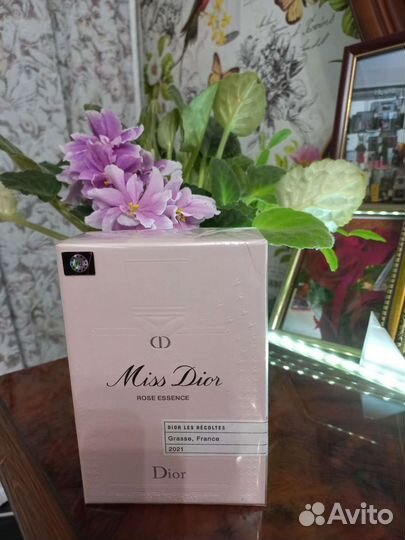 CD
Miss Dior
ROSE ESSENCE
DIOR LES RÉCOLTES
Grasse, France
2021
Dior
Avito